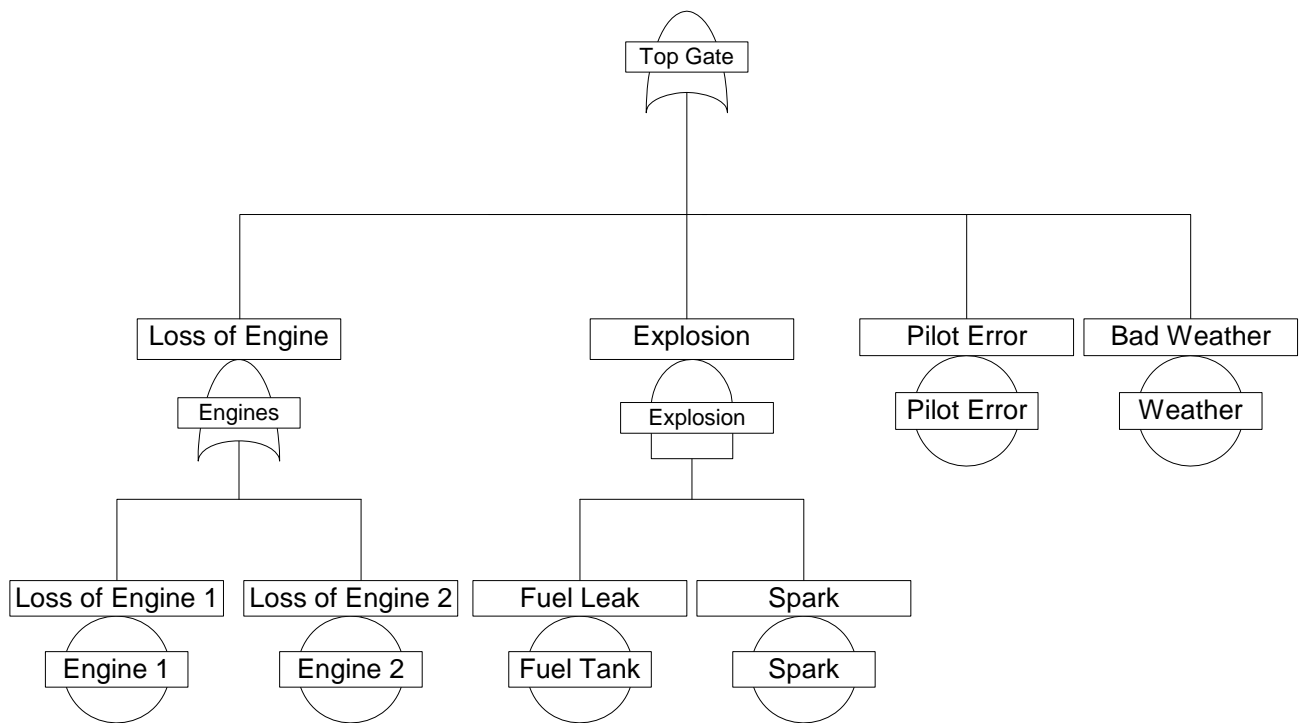 Top Gate
Loss of Engine
Explosion
Pilot Error
Bad Weather
Engines
Explosion
Pilot Error
Weather
Loss of Engine 1
Loss of Engine 2
Fuel Leak
Spark
Engine 1
Engine 2
Fuel Tank
Spark